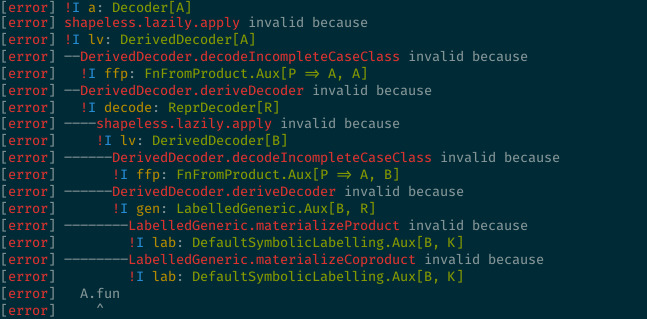 [error] !I a: Decoder[A]
[error] shapeless.lazily.apply invalid because
[error] !I lv: DerivedDecoder[A]
[error] ――DerivedDecoder.decodeIncompleteCaseClass invalid because
[error]   !I ffp: FnFromProduct.Aux[P ⇒ A, A]
[error] ――DerivedDecoder.deriveDecoder invalid because
[error]   !I decode: ReprDecoder[R]
[error] ――――shapeless.lazily.apply invalid because
[error]     !I lv: DerivedDecoder[B]
[error] ――――――DerivedDecoder.decodeIncompleteCaseClass invalid because
[error]       !I ffp: FnFromProduct.Aux[P ⇒ A, B]
[error] ――――――DerivedDecoder.deriveDecoder invalid because
[error]       !I gen: LabelledGeneric.Aux[B, R]
[error] ――――――――LabelledGeneric.materializeProduct invalid because
[error]         !I lab: DefaultSymbolicLabelling.Aux[B, K]
[error] ――――――――LabelledGeneric.materializeCoproduct invalid because
[error]         !I lab: DefaultSymbolicLabelling.Aux[B, K]
[error]   A.fun
[error]     ^